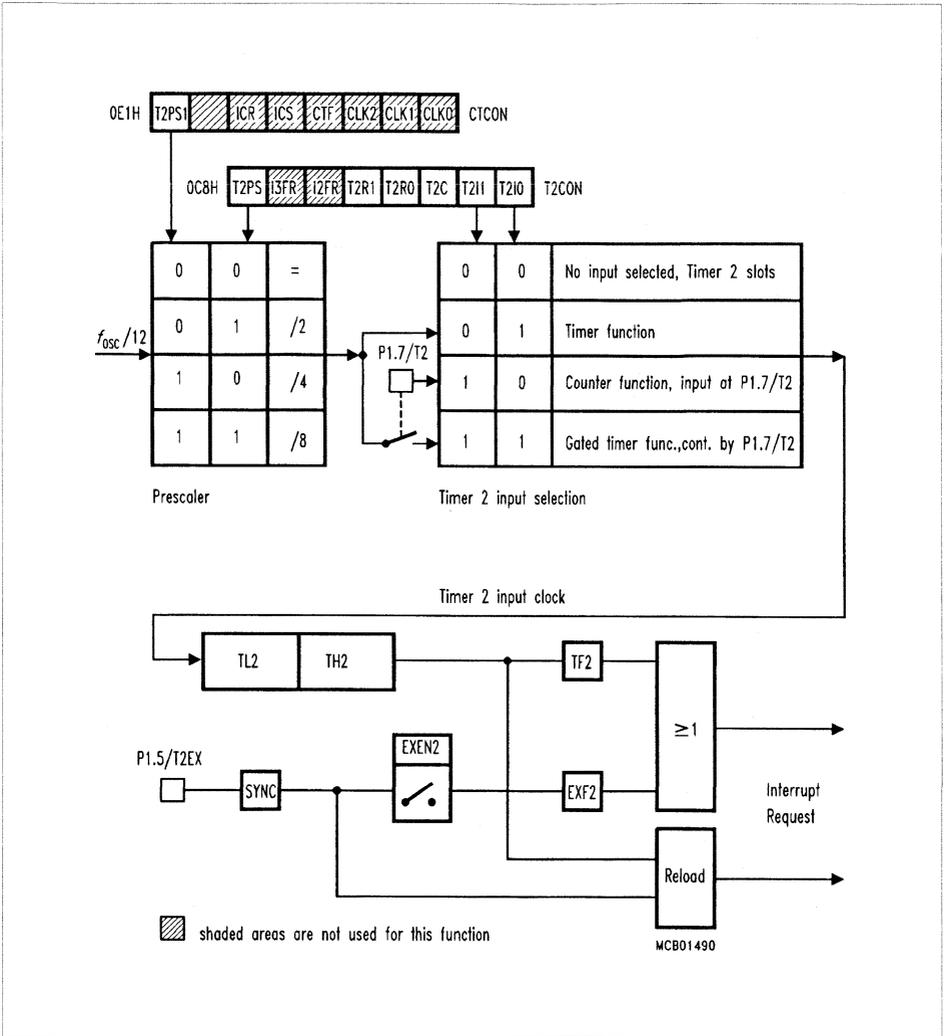 0E1H T2PS1 ICR ICS CTF CLK2 CLK1 CLK0 CTCON
0C8H T2PS I3FR I2FR T2R1 T2R0 T2C T2I1 T2I0 T2CON
0 0 =
0 1 /2
1 0 /4
1 1 /8
fOSC/12
P1.7/T2
0 0 No input selected, Timer 2 slots
0 1 Timer function
1 0 Counter function, input at P1.7/T2
1 1 Gated timer func.,cont. by P1.7/T2
Prescaler
Timer 2 input selection
Timer 2 input clock
TL2 TH2 TF2
≥1
P1.5/T2EX
SYNC
EXEN2
EXF2
Interrupt
Request
Reload
shaded areas are not used for this function
MCB01490